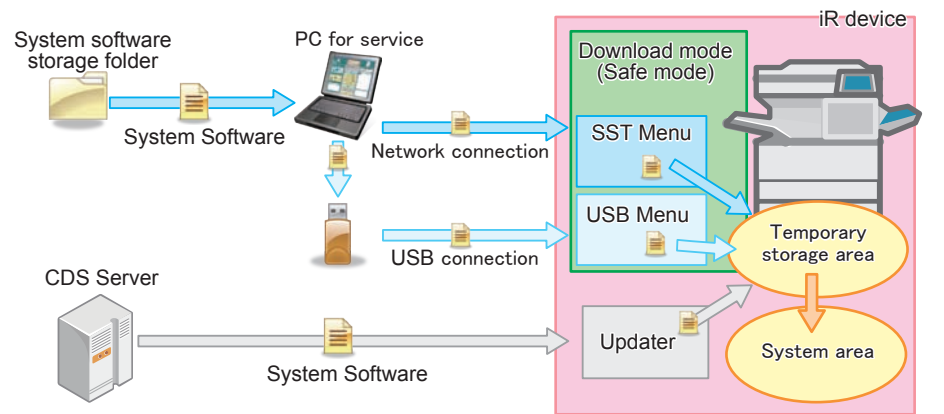 iR device
System software
storage folder
PC for service
Download mode
(Safe mode)
System Software
Network connection
SST Menu
USB Menu
USB connection
Temporary
storage area
CDS Server
System Software
Updater
System area